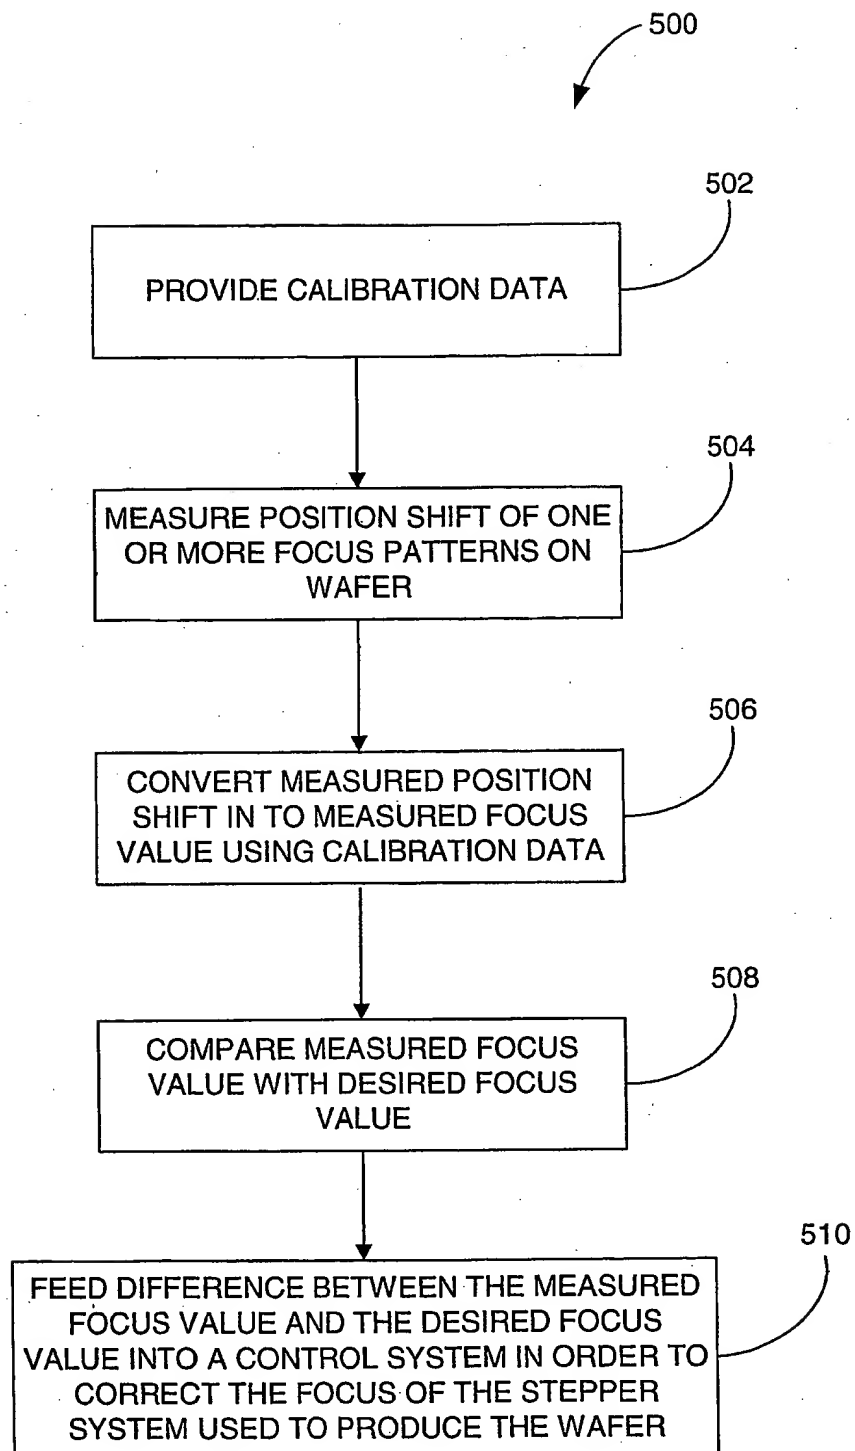 500
502
PROVIDE CALIBRATION DATA
504
MEASURE POSITION SHIFT OF ONE
OR MORE FOCUS PATTERNS ON
WAFER
506
CONVERT MEASURED POSITION
SHIFT IN TO MEASURED FOCUS
VALUE USING CALIBRATION DATA
508
COMPARE MEASURED FOCUS
VALUE WITH DESIRED FOCUS
VALUE
510
FEED DIFFERENCE BETWEEN THE MEASURED
FOCUS VALUE AND THE DESIRED FOCUS
VALUE INTO A CONTROL SYSTEM IN ORDER TO
CORRECT THE FOCUS OF THE STEPPER
SYSTEM USED TO PRODUCE THE WAFER